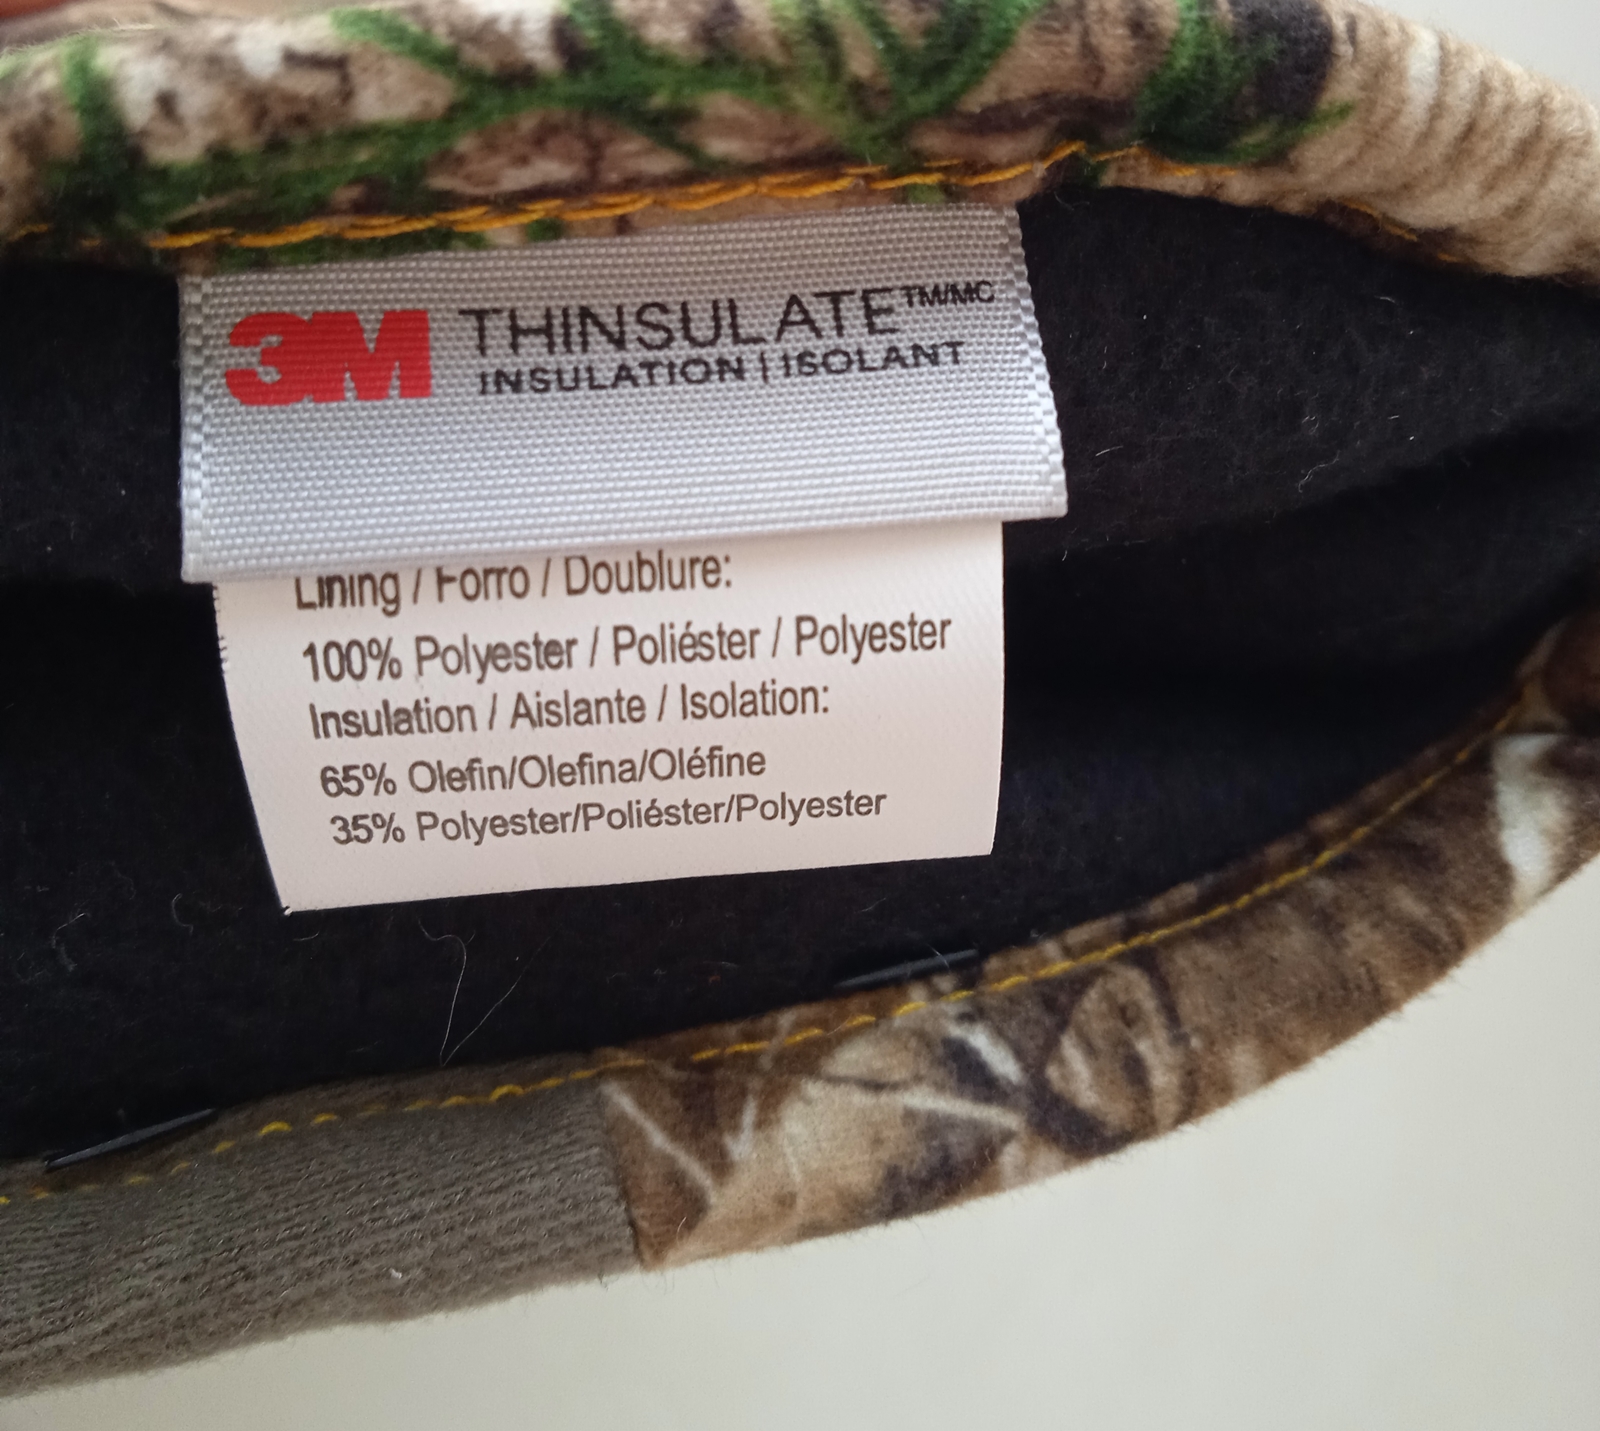 3M THINSULATE™/MC
INSULATION | ISOLANT
Lining / Forro / Doublure:
100% Polyester / Poliéster / Polyester
Insulation / Aislante / Isolation:
65% Olefin/Olefina/Oléfine
35% Polyester/Poliéster/Polyester